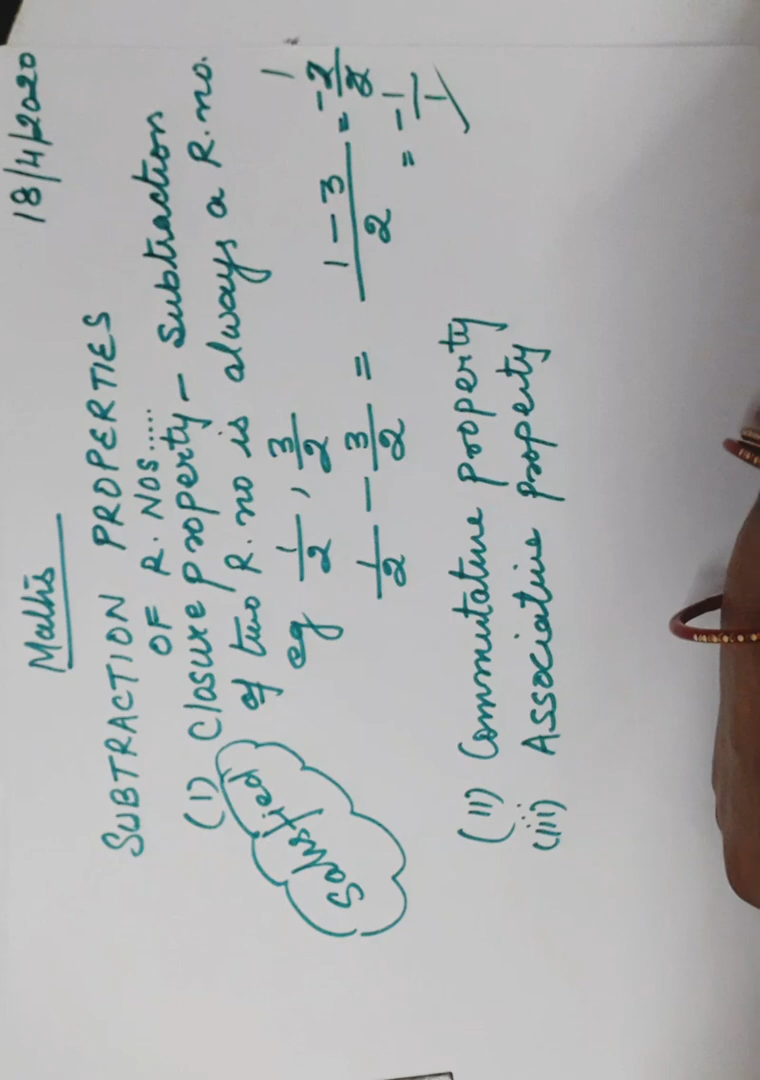 18/4/2020
Maths
SUBTRACTION PROPERTIES
OF R. NOS.....
(1) Closure property - Subtraction
of two R. no is always a R. no.
eg 1/2 , 3/2
1/2 - 3/2 = 1-3/2 = -2/2 1
= -1/1
Satisfied
(ii) Commutative property
(iii) Associative property